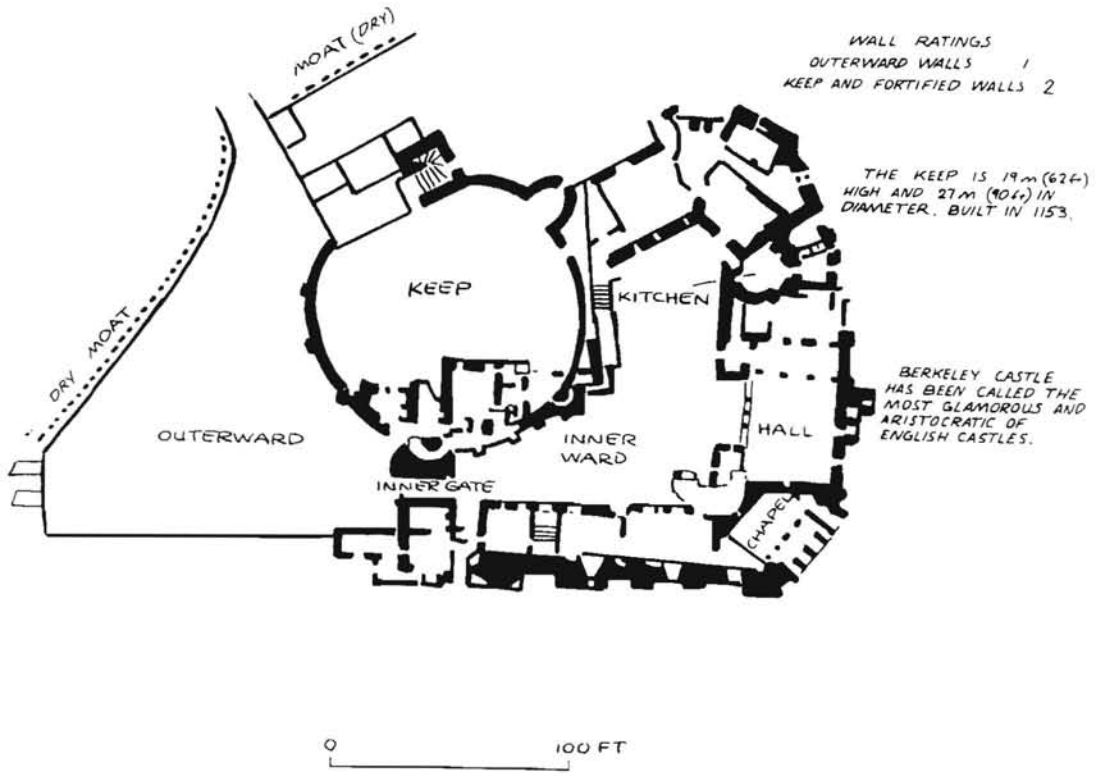 MOAT (DRY)
WALL RATINGS
OUTERWARD WALLS 1
KEEP AND FORTIFIED WALLS 2
THE KEEP IS 19m (62ft)
HIGH AND 27m (90ft) IN
DIAMETER. BUILT IN 1153.
KEEP
KITCHEN
DRY MOAT
BERKELEY CASTLE
HAS BEEN CALLED THE
MOST GLAMOROUS AND
ARISTOCRATIC OF
ENGLISH CASTLES.
OUTERWARD
INNER
WARD
HALL
INNER GATE
CHAPEL
0 100 FT